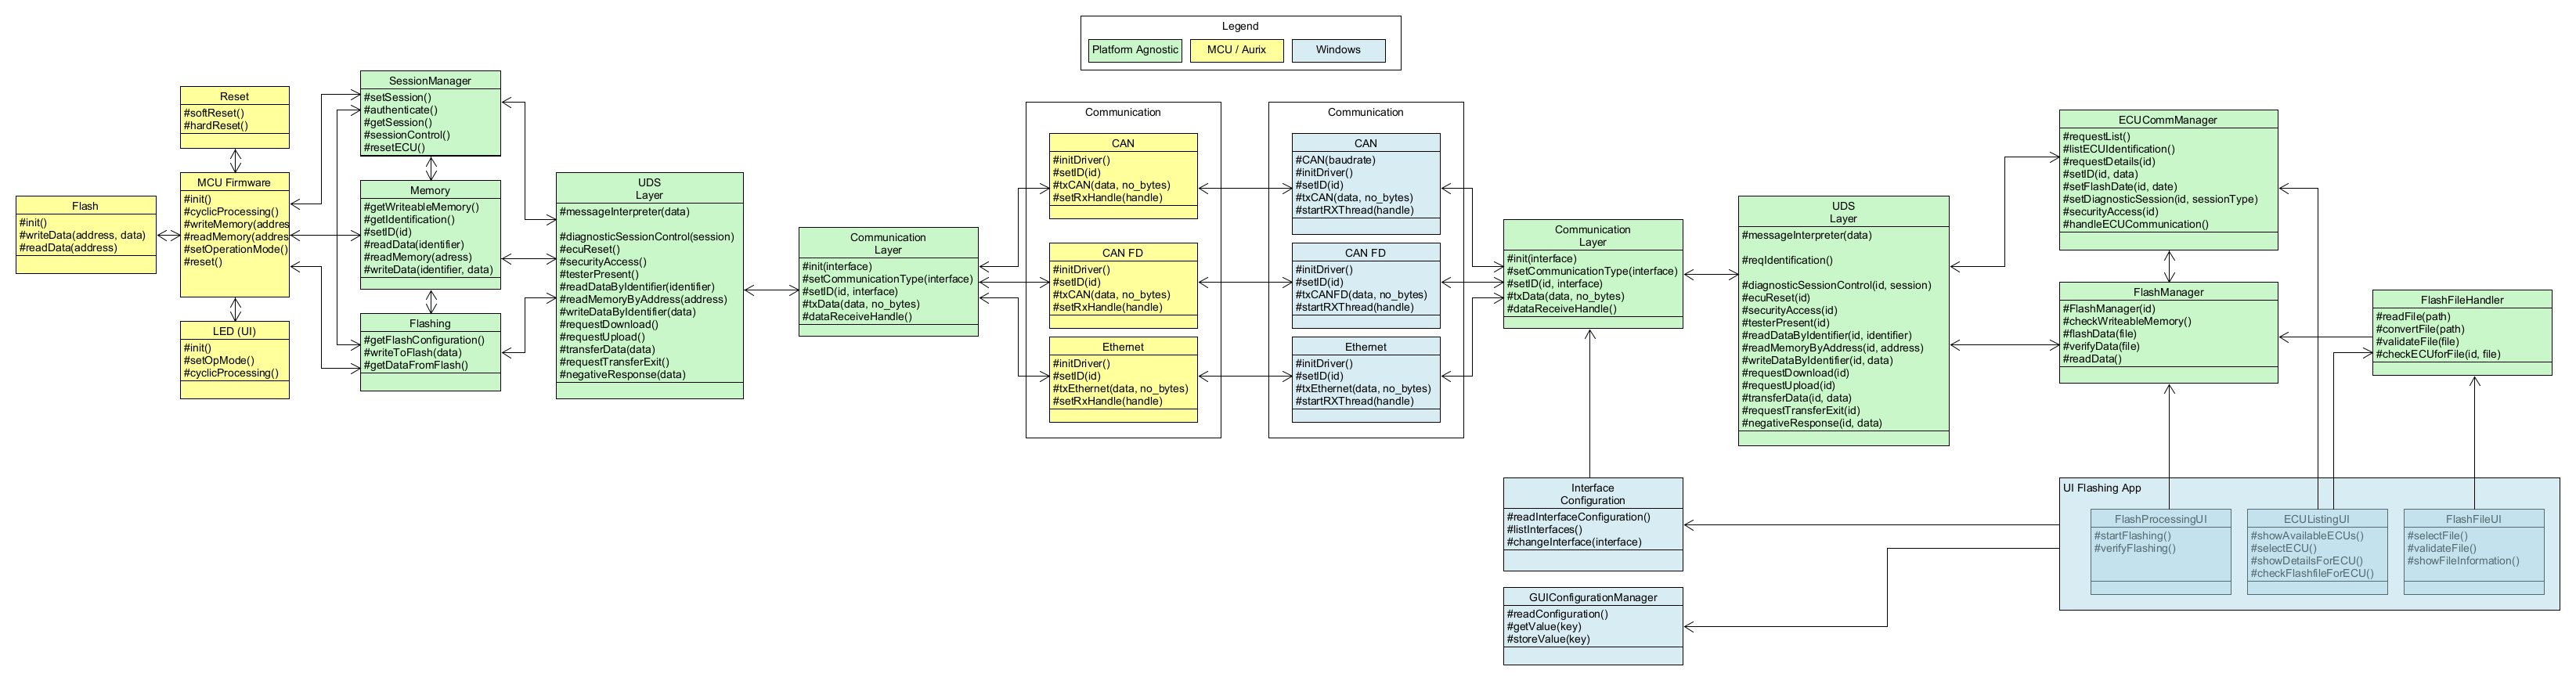 Legend
Platform Agnostic
MCU / Aurix
Windows
Flash
#init()
#writeData(address, data)
#readData(address)
Reset
#softReset()
#hardReset()
MCU Firmware
#init()
#cyclicProcessing()
#writeMemory(addres
#readMemory(addres
#setOperationMode()
#reset()
LED (UI)
#init()
#setOpMode()
#cyclicProcessing()
SessionManager
#setSession()
#authenticate()
#getSession()
#sessionControl()
#resetECU()
Memory
#getWriteableMemory()
#getIdentification()
#setID(id)
#readData(identifier)
#readMemory(adress)
#writeData(identifier, data)
Flashing
#getFlashConfiguration()
#writeToFlash(data)
#getDataFromFlash()
UDS
Layer
#messageInterpreter(data)
#diagnosticSessionControl(session)
#ecuReset()
#securityAccess()
#testerPresent()
#readDataByIdentifier(identifier)
#readMemoryByAddress(address)
#writeDataByIdentifier(data)
#requestDownload()
#requestUpload()
#transferData(data)
#requestTransferExit()
#negativeResponse(data)
Communication
Layer
#init(interface)
#setCommunicationType(interface)
#setID(id, interface)
#txData(data, no_bytes)
#dataReceiveHandle()
Communication
CAN
#initDriver()
#setID(id)
#txCAN(data, no_bytes)
#setRxHandle(handle)
CAN FD
#initDriver()
#setID(id)
#txCAN(data, no_bytes)
#setRxHandle(handle)
Ethernet
#initDriver()
#setID(id)
#txEthernet(data, no_bytes)
#setRxHandle(handle)
Communication
CAN
#CAN(baudrate)
#initDriver()
#setID(id)
#txCAN(data, no_bytes)
#startRXThread(handle)
CAN FD
#initDriver()
#setID(id)
#txCANFD(data, no_bytes)
#startRXThread(handle)
Ethernet
#initDriver()
#setID(id)
#txEthernet(data, no_bytes)
#startRXThread(handle)
Communication
Layer
#init(interface)
#setCommunicationType(interface)
#setID(id, interface)
#txData(data, no_bytes)
#dataReceiveHandle()
Interface
Configuration
#readInterfaceConfiguration()
#listInterfaces()
#changeInterface(interface)
GUIConfigurationManager
#readConfiguration()
#getValue(key)
#storeValue(key)
UDS
Layer
#messageInterpreter(data)
#reqIdentification()
#diagnosticSessionControl(id, session)
#ecuReset(id)
#securityAccess(id)
#testerPresent(id)
#readDataByIdentifier(id, identifier)
#readMemoryByAddress(id, address)
#writeDataByIdentifier(id, data)
#requestDownload(id)
#requestUpload(id)
#transferData(id, data)
#requestTransferExit(id)
#negativeResponse(id, data)
ECUCommManager
#requestList()
#listECUIdentification()
#requestDetails(id)
#setID(id, data)
#setFlashDate(id, date)
#setDiagnosticSession(id, sessionType)
#securityAccess(id)
#handleECUCommunication()
FlashManager
#FlashManager(id)
#checkWriteableMemory()
#flashData(file)
#verifyData(file)
#readData()
FlashFileHandler
#readFile(path)
#convertFile(path)
#validateFile(file)
#checkECUforFile(id, file)
UI Flashing App
FlashProcessingUI
#startFlashing()
#verifyFlashing()
ECUListingUI
#showAvailableECUs()
#selectECU()
#showDetailsForECU()
#checkFlashfileForECU()
FlashFileUI
#selectFile()
#validateFile()
#showFileInformation()